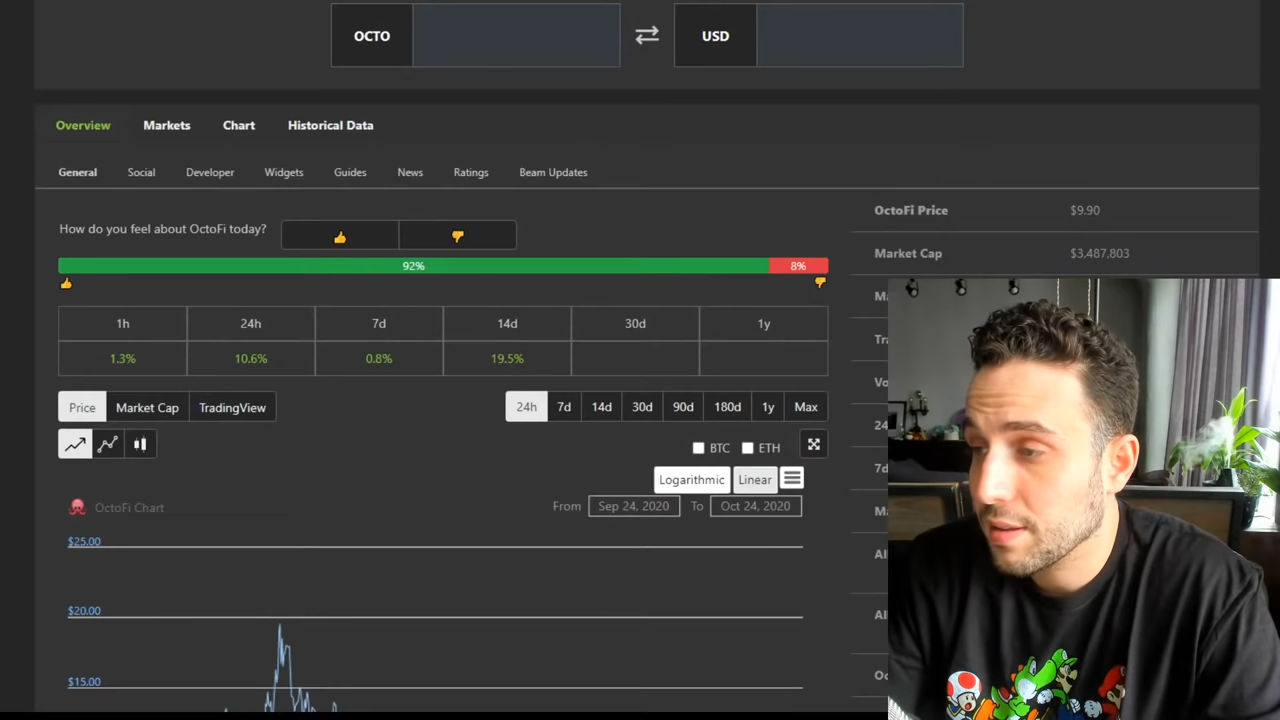 OCTO
USD
Overview Markets Chart Historical Data
General Social Developer Widgets Guides News Ratings Beam Updates
How do you feel about OctoFi today?
92% 8%
1h 24h 7d 14d 30d 1y
1.3% 10.6% 0.8% 19.5%
Price Market Cap TradingView
24h 7d 14d 30d 90d 180d 1y Max
BTC ETH
Logarithmic Linear
OctoFi Chart
From Sep 24, 2020 To Oct 24, 2020
$25.00
$20.00
$15.00
OctoFi Price $9.90
Market Cap $3,487,803
24
7d